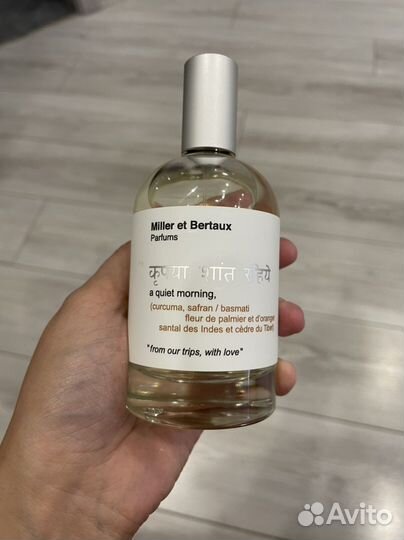 Miller et Bertaux
Parfums
कृपया शांत रहिये
a quiet morning,
(curcuma, safran / basmati
fleur de palmier et d'oranger
santal des Indes et cèdre du Tibet)
"from our trips, with love"
Avito